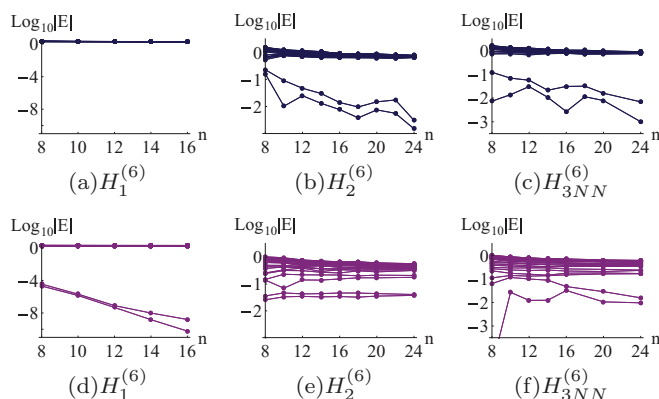 Log₁₀|E| Log₁₀|E| Log₁₀|E|
0 0 0
−4 −1 −1
−8 −2 −2
−3
8 10 12 14 16 n 8 12 16 20 24 n 8 12 16 20 24 n
(a)H₁⁽⁶⁾ (b)H₂⁽⁶⁾ (c)H₃NN⁽⁶⁾
Log₁₀|E| Log₁₀|E| Log₁₀|E|
0 0 0
−4 −1 −1
−8 −2 −2
−3
8 10 12 14 16 n 8 12 16 20 24 n 8 12 16 20 24 n
(d)H₁⁽⁶⁾ (e)H₂⁽⁶⁾ (f)H₃NN⁽⁶⁾